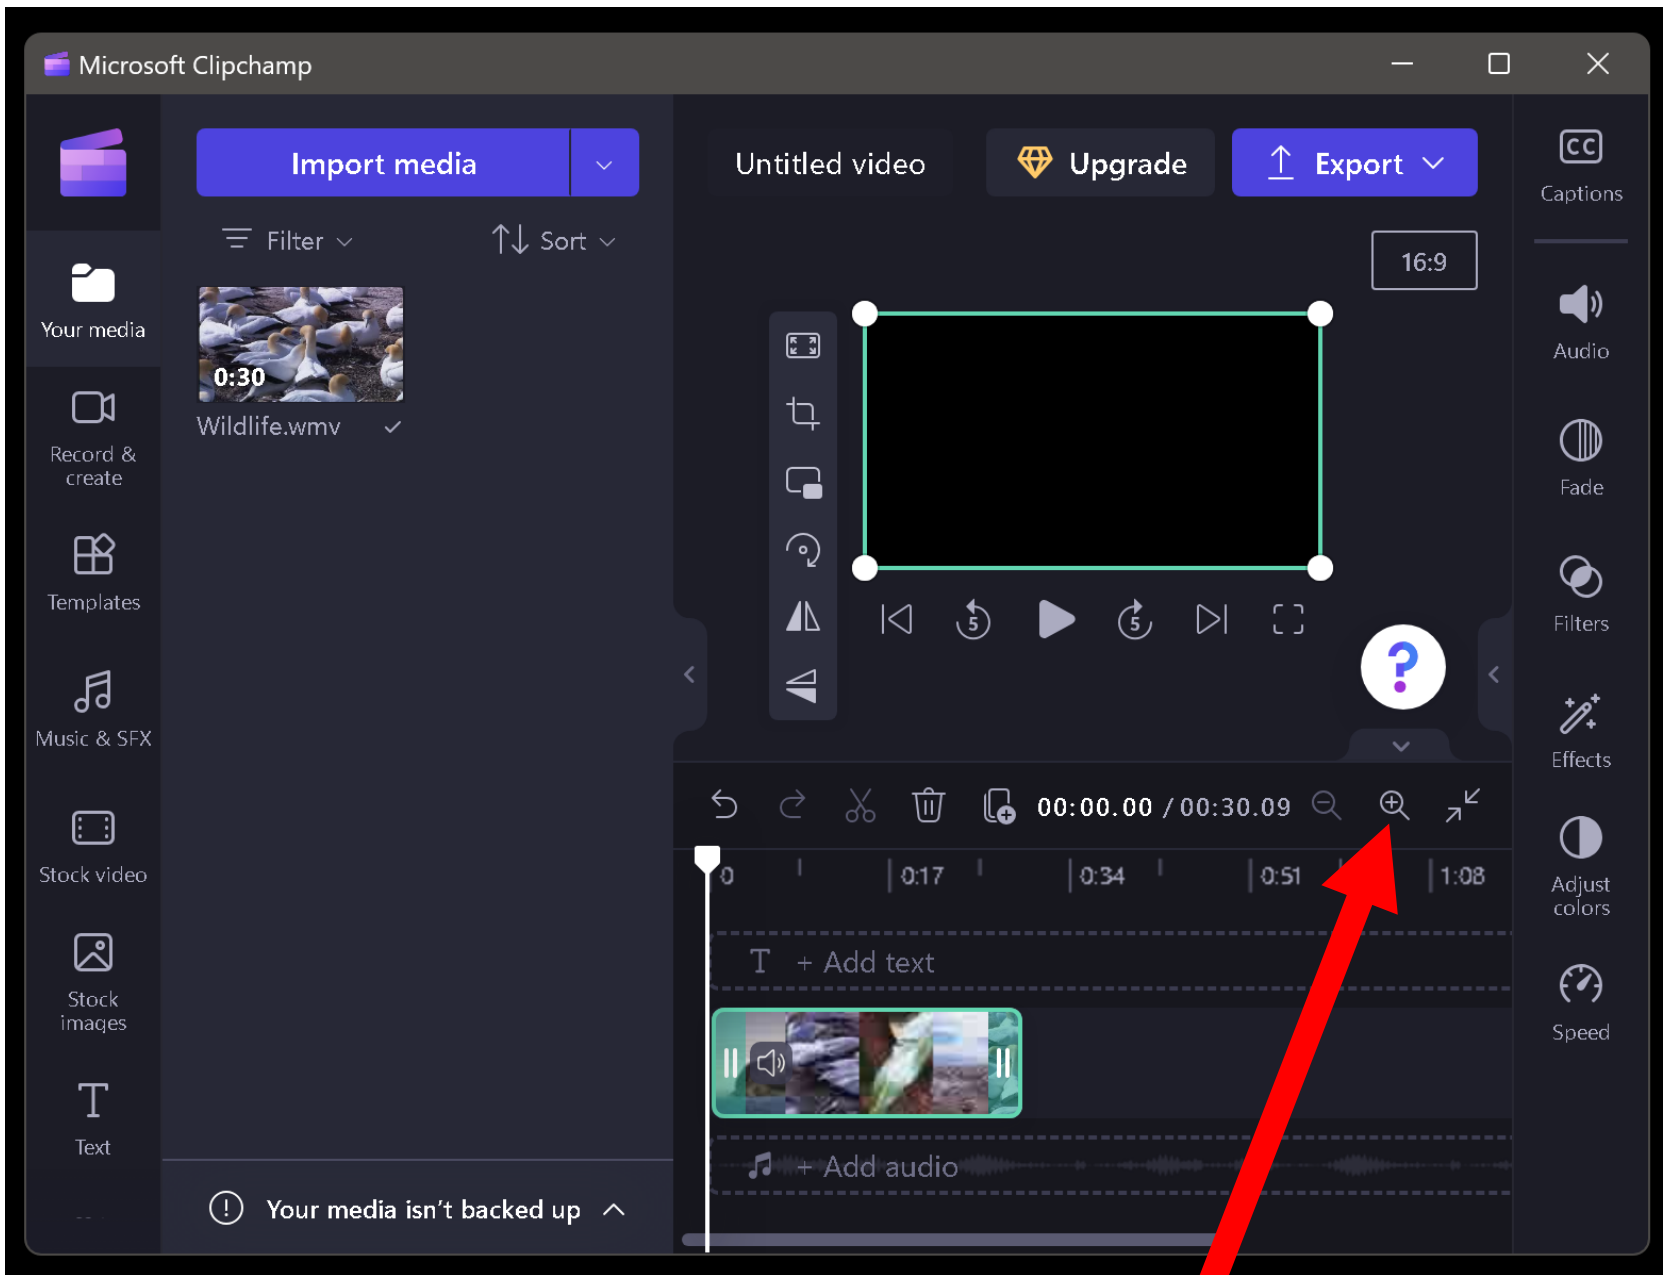 Microsoft Clipchamp
Import media
Untitled video
Upgrade
Export
CC
Captions
Filter
Sort
16:9
Your media
0:30
Wildlife.wmv
Audio
Record &
create
Fade
Templates
5
5
Filters
?
Music & SFX
Effects
00:00.00 / 00:30.09
Stock video
0
0:17
0:34
0:51
1:08
Adjust
colors
T + Add text
Stock
images
Speed
T
Text
+ Add audio
Your media isn't backed up